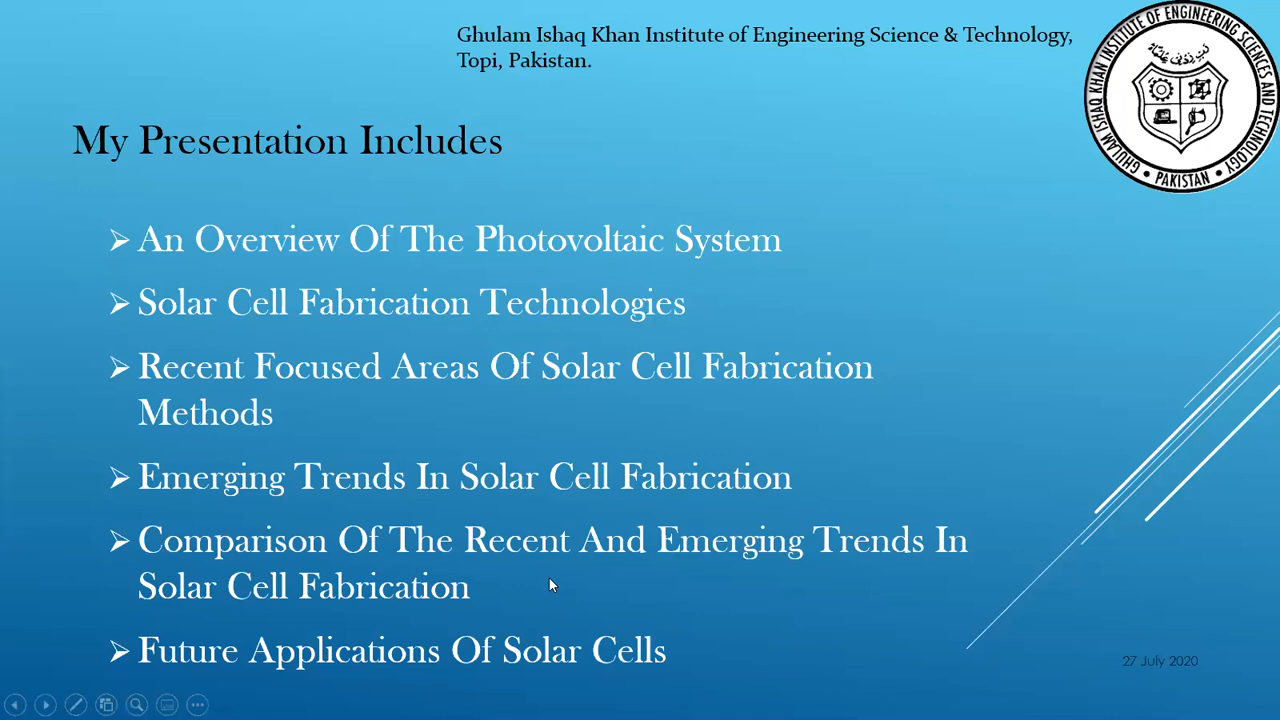 Ghulam Ishaq Khan Institute of Engineering Science & Technology,
Topi, Pakistan.
GHULAM ISHAQ KHAN INSTITUTE OF ENGINEERING SCIENCES AND TECHNOLOGY
• PAKISTAN •
My Presentation Includes
An Overview Of The Photovoltaic System
Solar Cell Fabrication Technologies
Recent Focused Areas Of Solar Cell Fabrication
Methods
Emerging Trends In Solar Cell Fabrication
Comparison Of The Recent And Emerging Trends In
Solar Cell Fabrication
Future Applications Of Solar Cells
27 July 2020